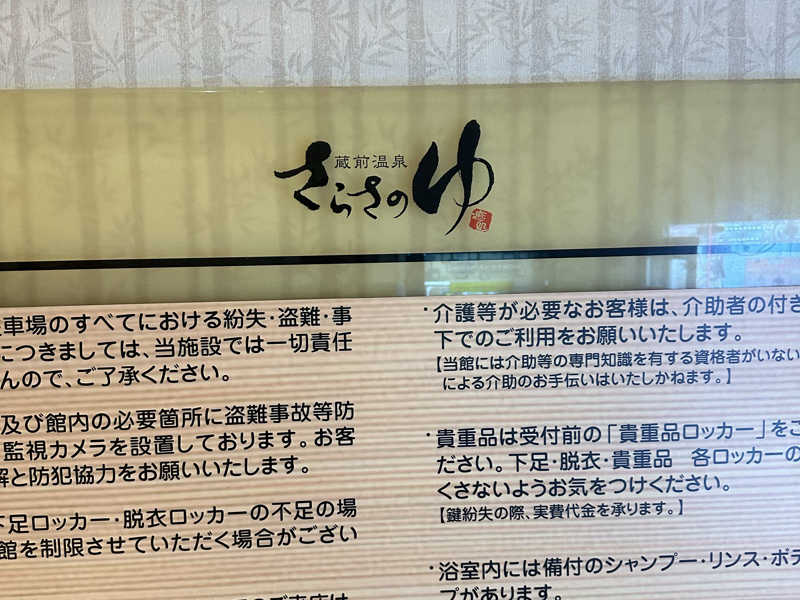 蔵前温泉
さらさのゆ
車場のすべてにおける紛失・盗難・事
につきましては、当施設では一切責任
んので、ご了承ください。
及び館内の必要箇所に盗難事故等防
監視カメラを設置しております。お客
解と防犯協力をお願いいたします。
下足ロッカー・脱衣ロッカーの不足の場
館を制限させていただく場合がござい
・介護等が必要なお客様は、介助者の付き
下でのご利用をお願いいたします。
【当館には介助等の専門知識を有する資格者がいない
による介助のお手伝いはいたしかねます。】
・貴重品は受付前の「貴重品ロッカー」をご
ださい。下足・脱衣・貴重品 各ロッカーの
くさないようお気をつけください。
【鍵紛失の際、実費代金を承ります。】
・浴室内には備付のシャンプー・リンス・ボデ
プがあります。